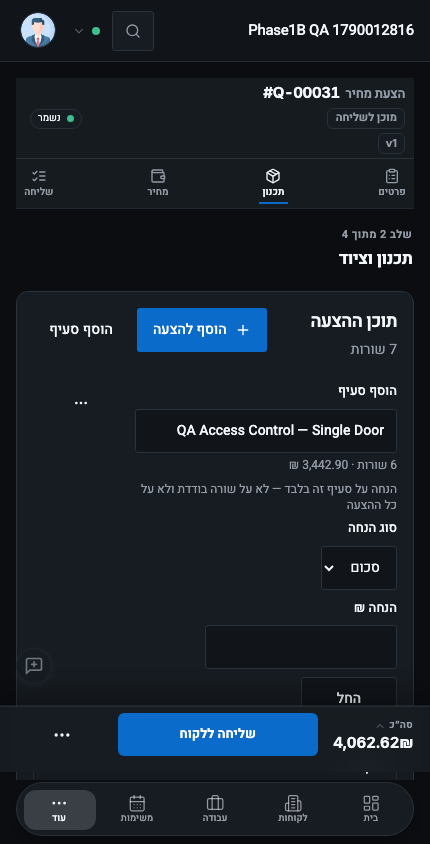 Phase1B QA 1790012816
הצעת מחיר #Q-00031
מוכן לשליחה
נשמר
v1
פרטים
תכנון
מחיר
שליחה
שלב 2 מתוך 4
תכנון וציוד
תוכן ההצעה
הוסף להצעה
הוסף סעיף
7 שורות
הוסף סעיף
QA Access Control — Single Door
6 שורות · 3,442.90 ₪
הנחה על סעיף זה בלבד — לא על שורה בודדת ולא על
כל ההצעה
סוג הנחה
סכום
הנחה ₪
החל
סה״כ
4,062.62₪
שליחה ללקוח
בית
לקוחות
עבודה
משימות
עוד